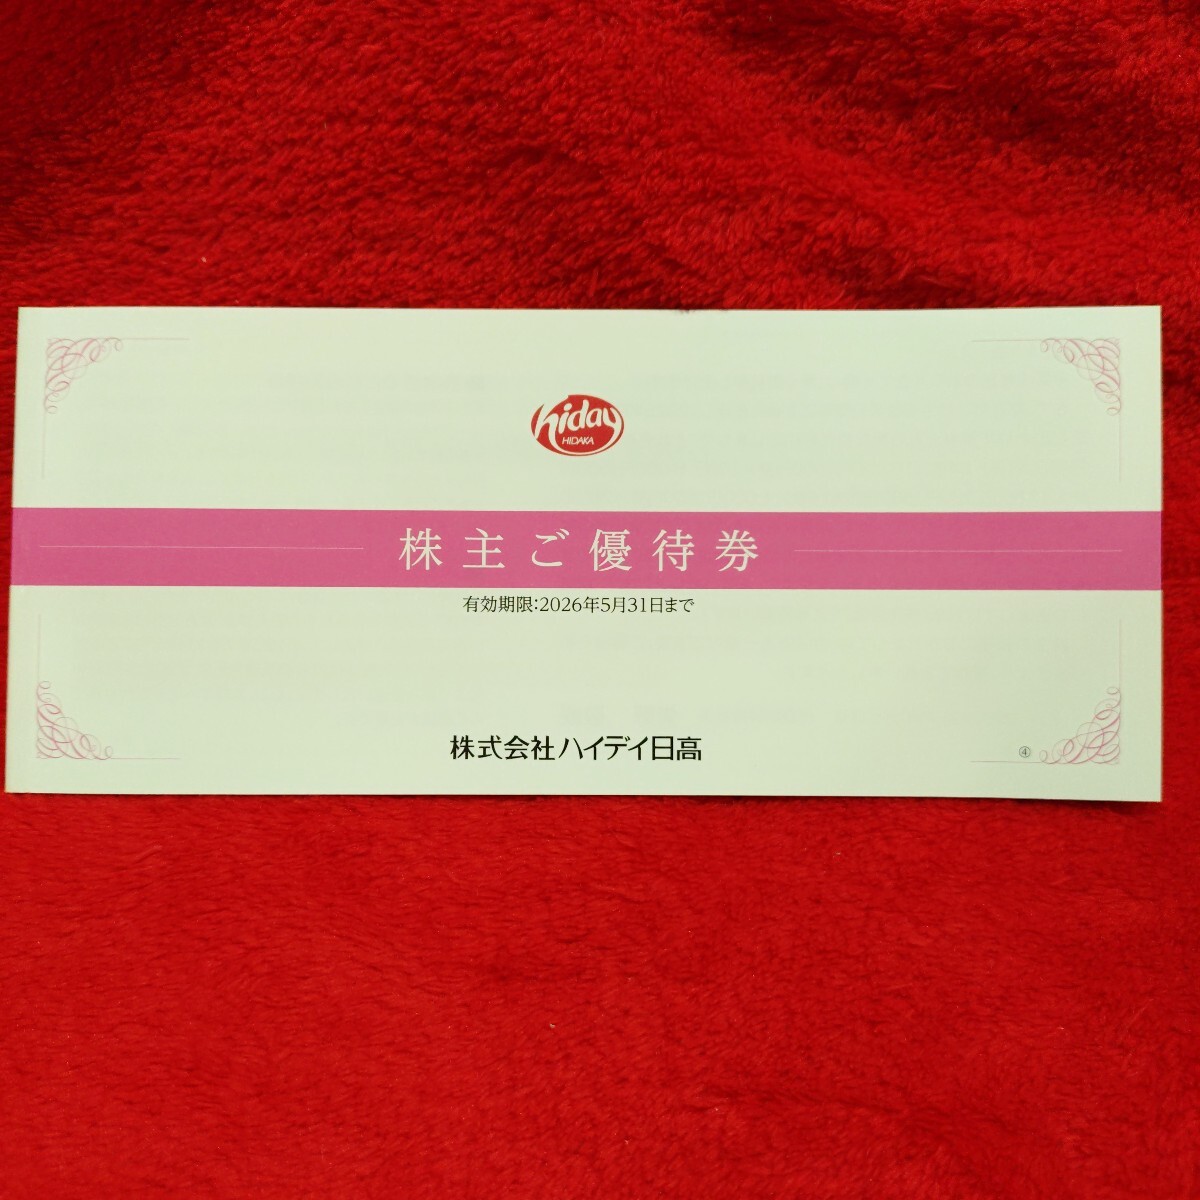 hiday
HIDAKA
株主ご優待券
有効期限:2026年5月31日まで
株式会社ハイデイ日高
④